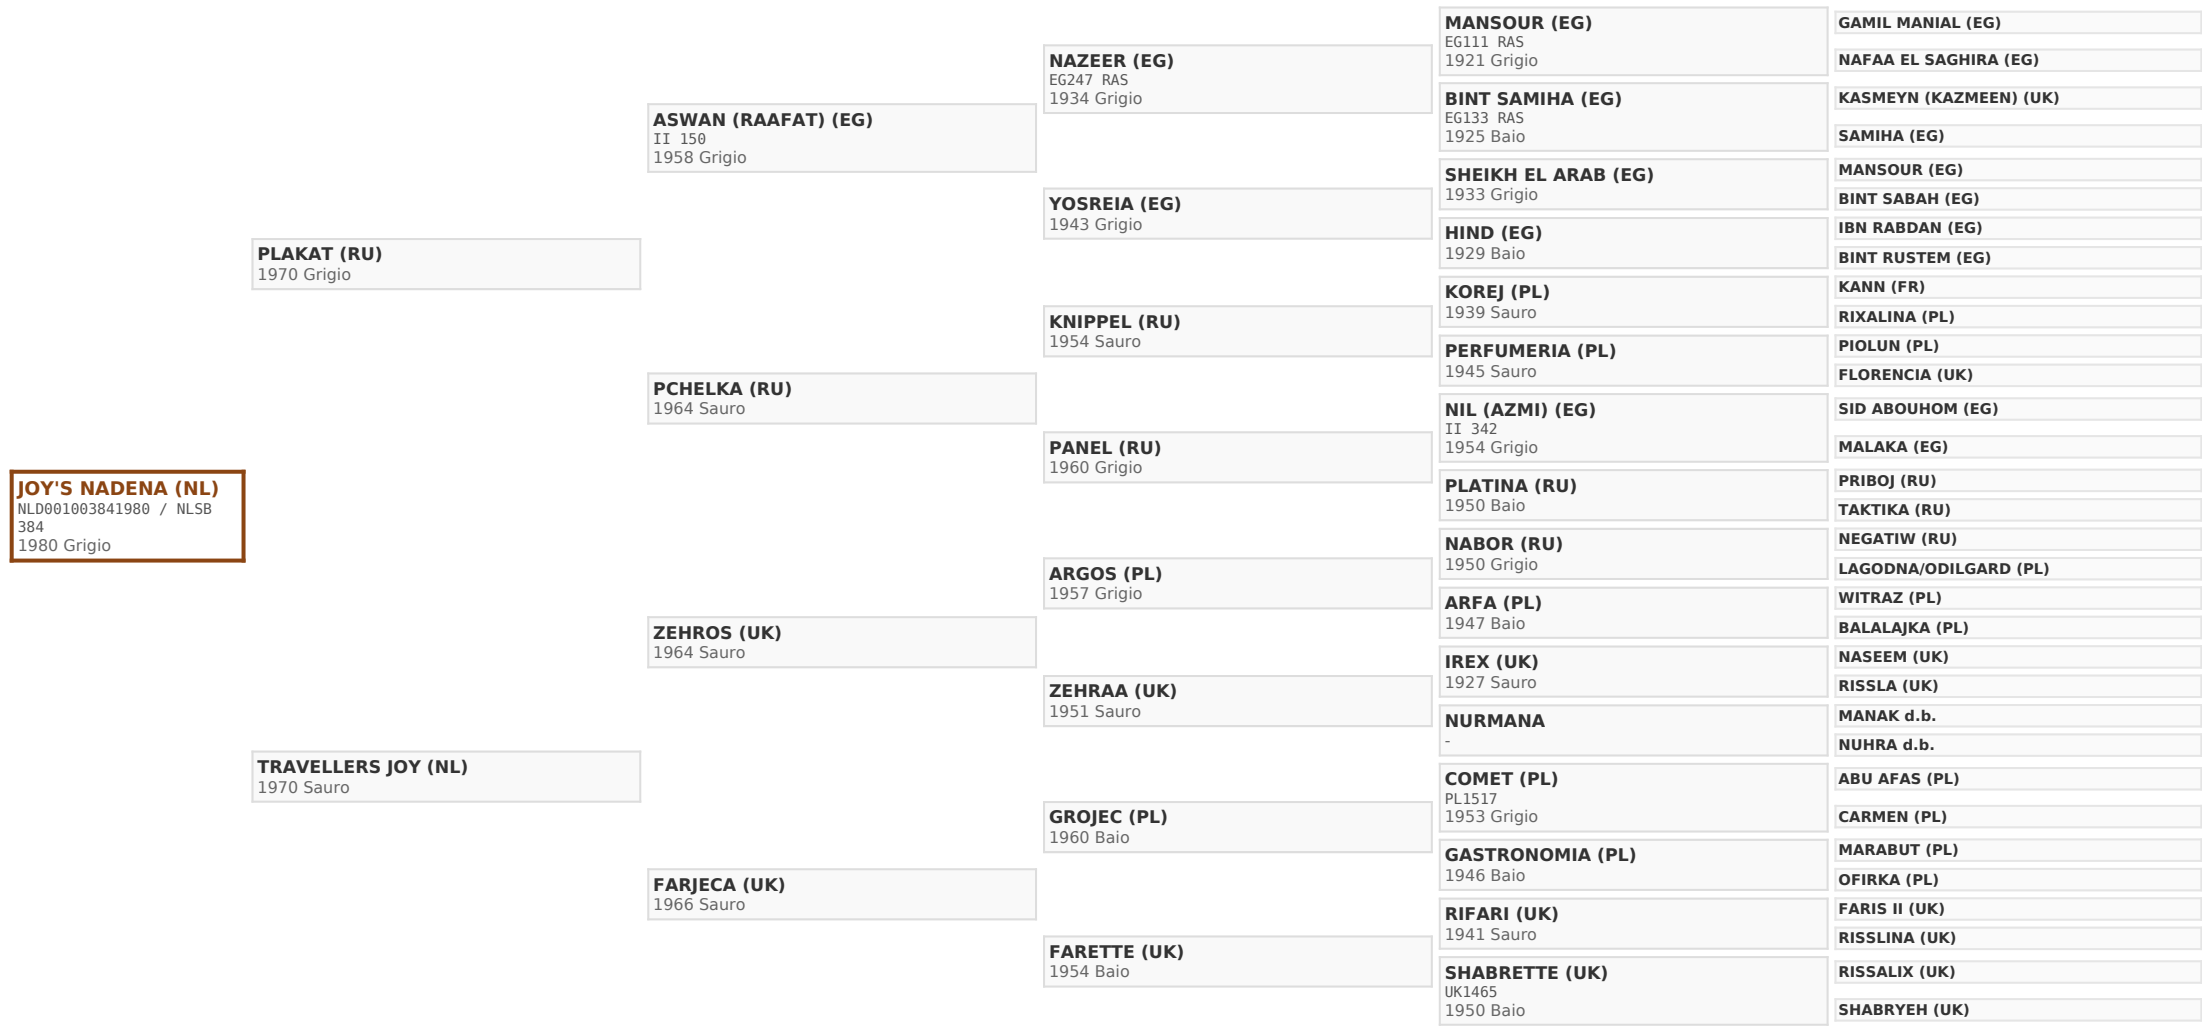 JOY'S NADENA (NL)
NLD001003841980 / NLSB
384
1980 Grigio
PLAKAT (RU)
1970 Grigio
TRAVELLERS JOY (NL)
1970 Sauro
ASWAN (RAAFAT) (EG)
II 150
1958 Grigio
PCHELKA (RU)
1964 Sauro
ZEHROS (UK)
1964 Sauro
FARJECA (UK)
1966 Sauro
NAZEER (EG)
EG247 RAS
1934 Grigio
YOSREIA (EG)
1943 Grigio
KNIPPEL (RU)
1954 Sauro
PANEL (RU)
1960 Grigio
ARGOS (PL)
1957 Grigio
ZEHRAA (UK)
1951 Sauro
GROJEC (PL)
1960 Baio
FARETTE (UK)
1954 Baio
MANSOUR (EG)
EG111 RAS
1921 Grigio
BINT SAMIHA (EG)
EG133 RAS
1925 Baio
SHEIKH EL ARAB (EG)
1933 Grigio
HIND (EG)
1929 Baio
KOREJ (PL)
1939 Sauro
PERFUMERIA (PL)
1945 Sauro
NIL (AZMI) (EG)
II 342
1954 Grigio
PLATINA (RU)
1950 Baio
NABOR (RU)
1950 Grigio
ARFA (PL)
1947 Baio
IREX (UK)
1927 Sauro
NURMANA
-
COMET (PL)
PL1517
1953 Grigio
GASTRONOMIA (PL)
1946 Baio
RIFARI (UK)
1941 Sauro
SHABRETTE (UK)
UK1465
1950 Baio
GAMIL MANIAL (EG)
NAFAA EL SAGHIRA (EG)
KASMEYN (KAZMEEN) (UK)
SAMIHA (EG)
MANSOUR (EG)
BINT SABAH (EG)
IBN RABDAN (EG)
BINT RUSTEM (EG)
KANN (FR)
RIXALINA (PL)
PIOLUN (PL)
FLORENCIA (UK)
SID ABOUHOM (EG)
MALAKA (EG)
PRIBOJ (RU)
TAKTIKA (RU)
NEGATIW (RU)
LAGODNA/ODILGARD (PL)
WITRAZ (PL)
BALALAJKA (PL)
NASEEM (UK)
RISSLA (UK)
MANAK d.b.
NUHRA d.b.
ABU AFAS (PL)
CARMEN (PL)
MARABUT (PL)
OFIRKA (PL)
FARIS II (UK)
RISSLINA (UK)
RISSALIX (UK)
SHABRYEH (UK)